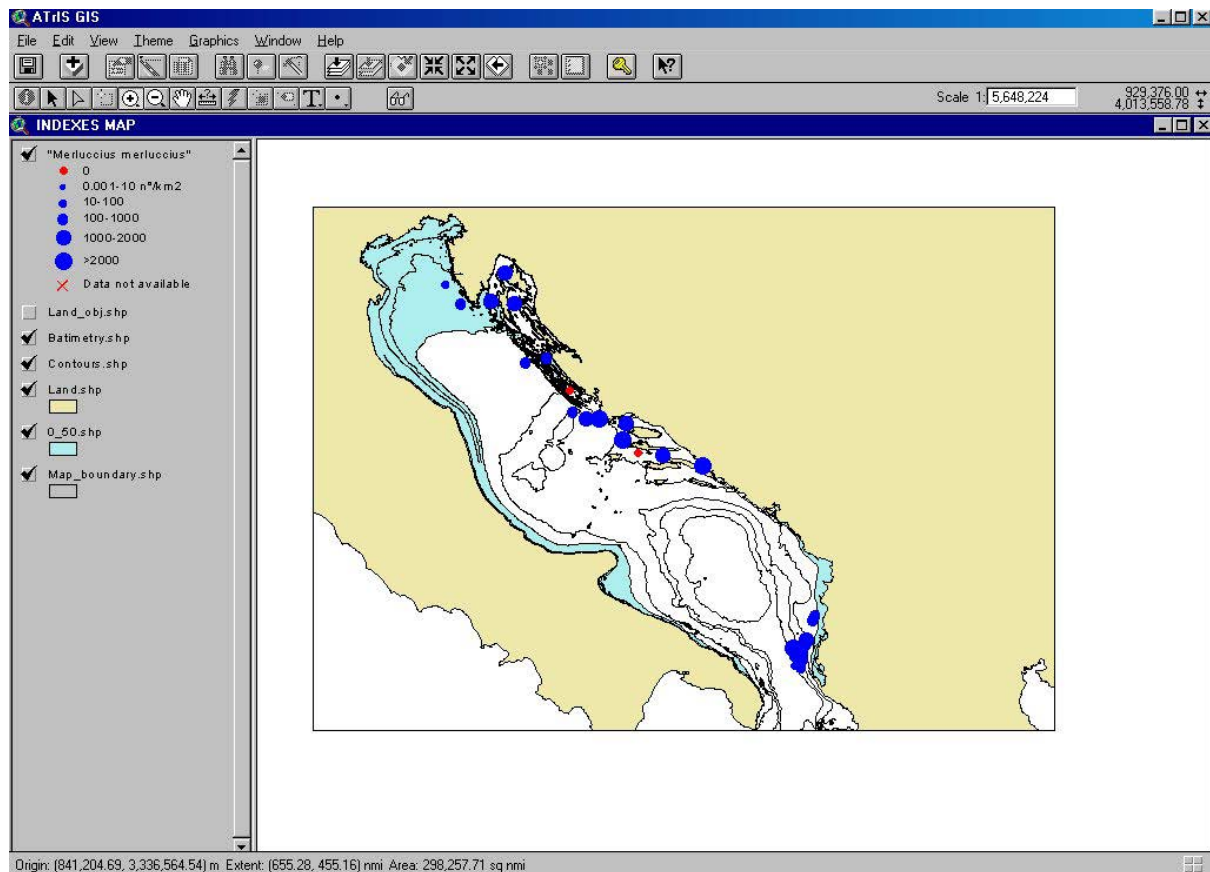 ATrIS GIS
File Edit View Theme Graphics Window Help
Scale 1: 5,648,224
929,376.00
4,013,558.78
INDEXES MAP
"Merluccius merluccius"
0
0.001-10 n°/km2
10-100
100-1000
1000-2000
>2000
Data not available
Land_obj.shp
Batimetry.shp
Contours.shp
Land.shp
0_50.shp
Map_boundary.shp
Origin: (841,204.69, 3,336,564.54) m Extent: (655.28, 455.16) nmi Area: 298,257.71 sq nmi